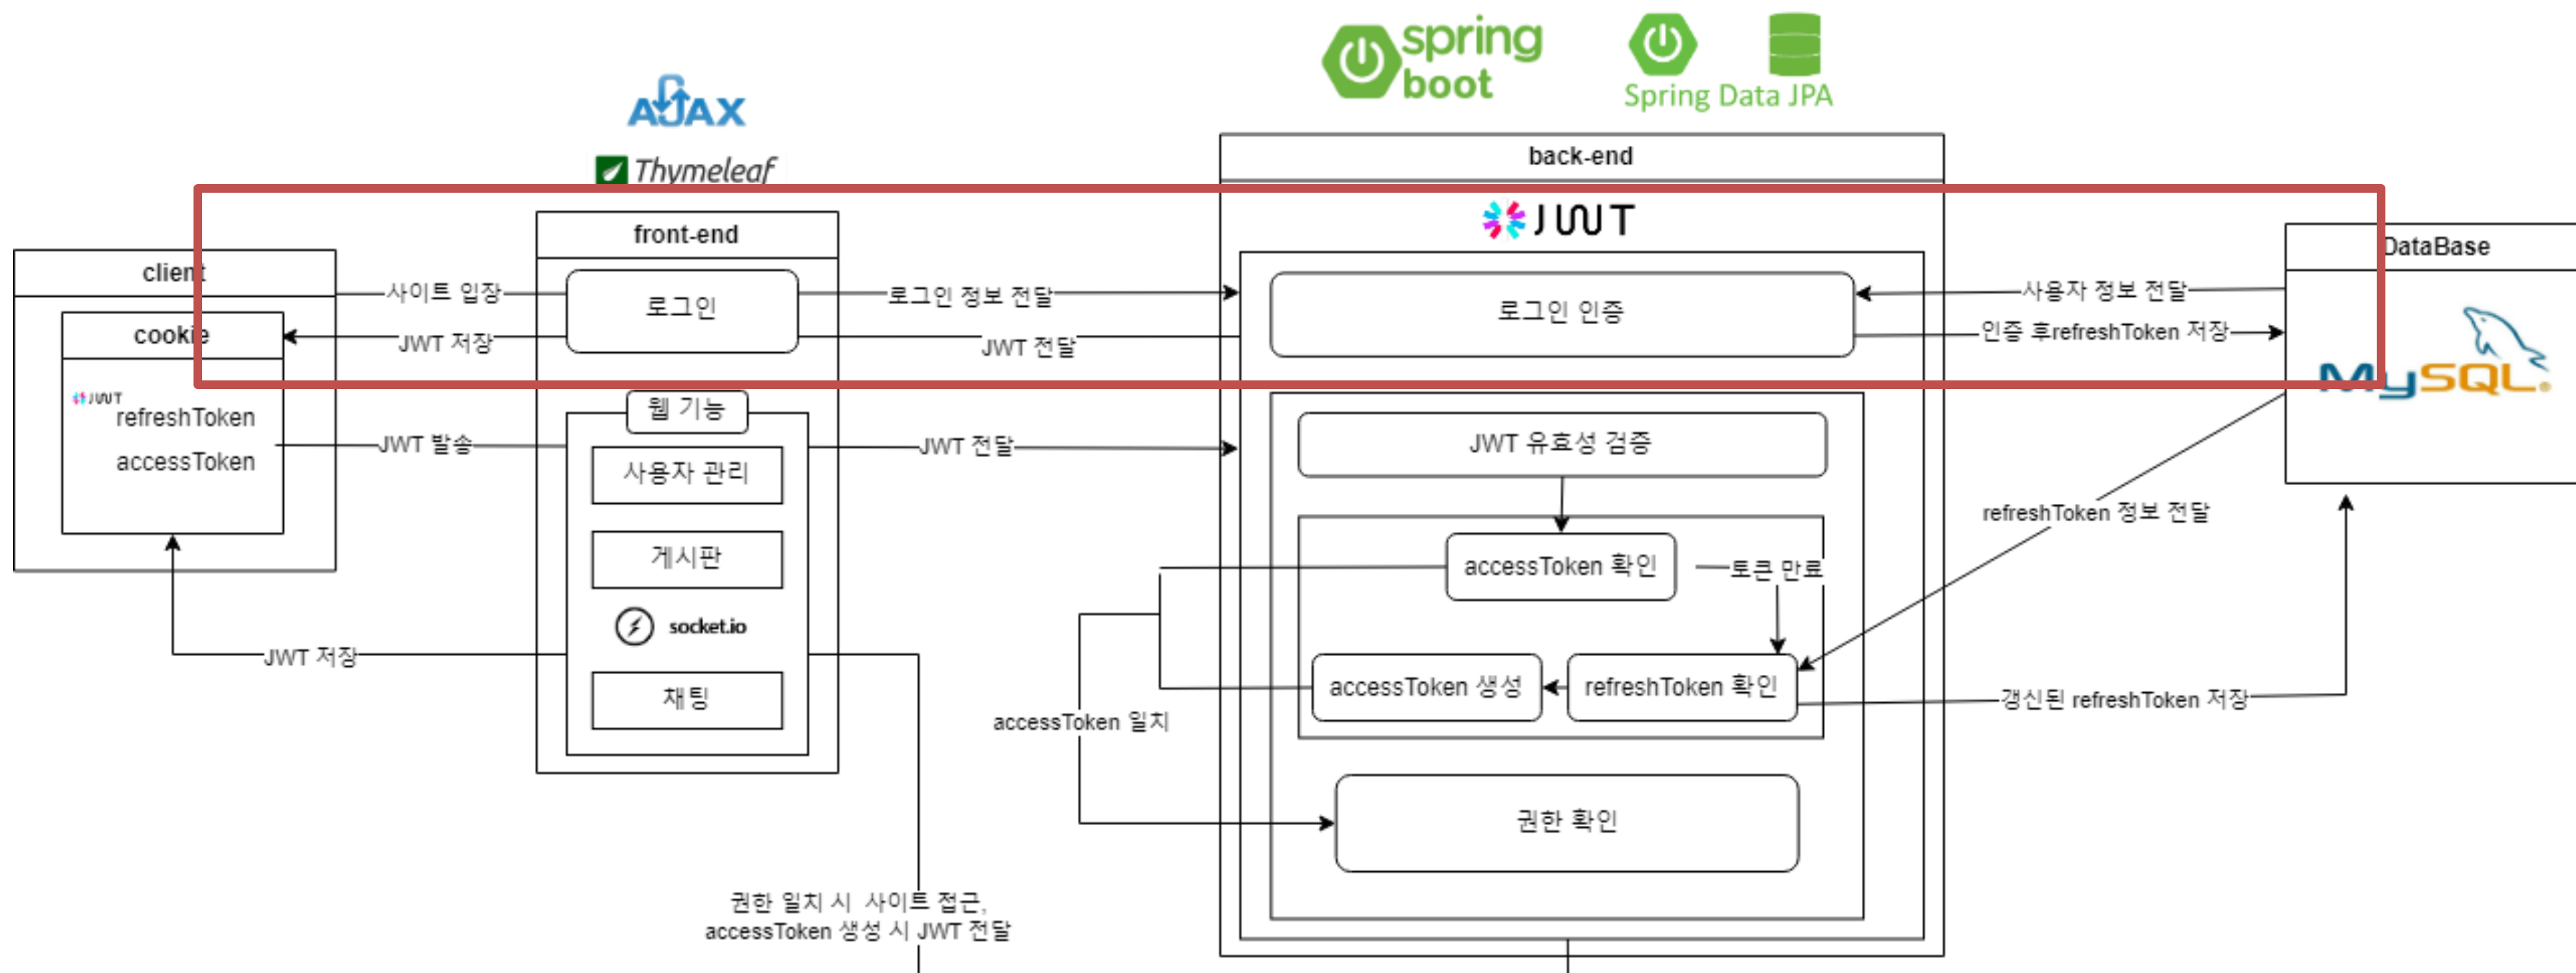 spring
boot
Spring Data JPA
AJAX
Thymeleaf
back-end
JWT
front-end
DataBase
client
사이트 입장
로그인
로그인 정보 전달
로그인 인증
사용자 정보 전달
cookie
JWT 저장
JWT 전달
인증 후refreshToken 저장
MySQL
JWT
refreshToken
accessToken
웹 기능
JWT 발송
JWT 전달
JWT 유효성 검증
사용자 관리
refreshToken 정보 전달
게시판
accessToken 확인
토큰 만료
socket.io
JWT 저장
채팅
accessToken 생성
refreshToken 확인
갱신된 refreshToken 저장
accessToken 일치
권한 확인
권한 일치 시 사이트 접근,
accessToken 생성 시 JWT 전달